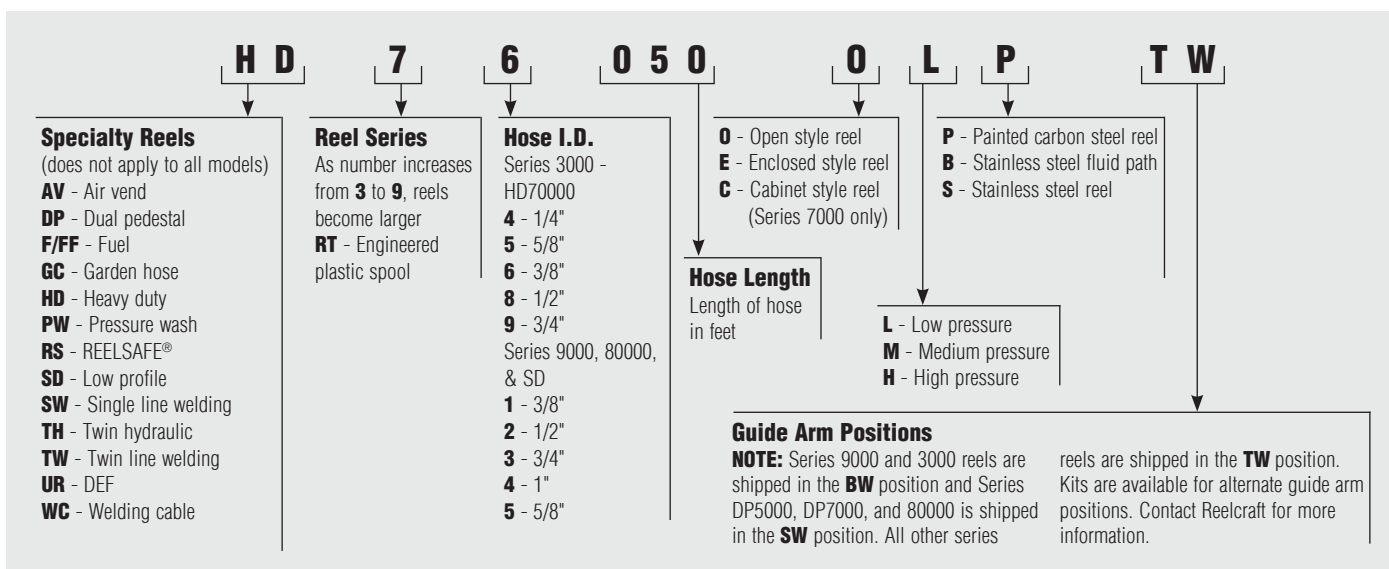 HD 7 6 050 O L P TW
Specialty Reels
(does not apply to all models)
AV - Air vend
DP - Dual pedestal
F/FF - Fuel
GC - Garden hose
HD - Heavy duty
PW - Pressure wash
RS - REELSAFE®
SD - Low profile
SW - Single line welding
TH - Twin hydraulic
TW - Twin line welding
UR - DEF
WC - Welding cable
Reel Series
As number increases
from 3 to 9, reels
become larger
RT - Engineered
plastic spool
Hose I.D.
Series 3000 -
HD70000
4 - 1/4"
5 - 5/8"
6 - 3/8"
8 - 1/2"
9 - 3/4"
Series 9000, 80000,
& SD
1 - 3/8"
2 - 1/2"
3 - 3/4"
4 - 1"
5 - 5/8"
Hose Length
Length of hose
in feet
O - Open style reel
E - Enclosed style reel
C - Cabinet style reel
(Series 7000 only)
L - Low pressure
M - Medium pressure
H - High pressure
P - Painted carbon steel reel
B - Stainless steel fluid path
S - Stainless steel reel
Guide Arm Positions
NOTE: Series 9000 and 3000 reels are
shipped in the BW position and Series
DP5000, DP7000, and 80000 is shipped
in the SW position. All other series
reels are shipped in the TW position.
Kits are available for alternate guide arm
positions. Contact Reelcraft for more
information.